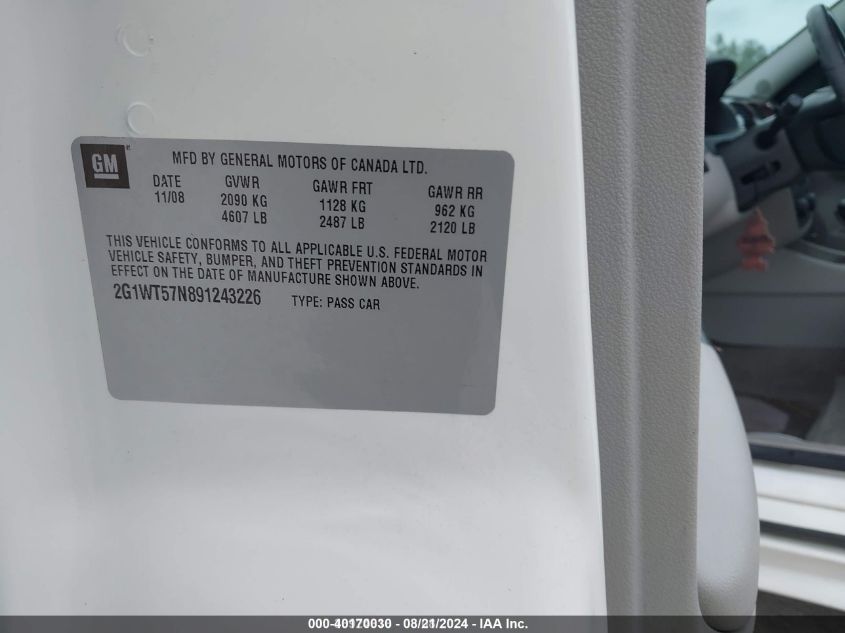 GM
MFD BY GENERAL MOTORS OF CANADA LTD.
DATE GVWR GAWR FRT GAWR RR
11/08 2090 KG 1128 KG 962 KG
4607 LB 2487 LB 2120 LB
THIS VEHICLE CONFORMS TO ALL APPLICABLE U.S. FEDERAL MOTOR
VEHICLE SAFETY, BUMPER, AND THEFT PREVENTION STANDARDS IN
EFFECT ON THE DATE OF MANUFACTURE SHOWN ABOVE.
2G1WT57N891243226 TYPE: PASS CAR
000-40170030 - 08/21/2024 - IAA Inc.